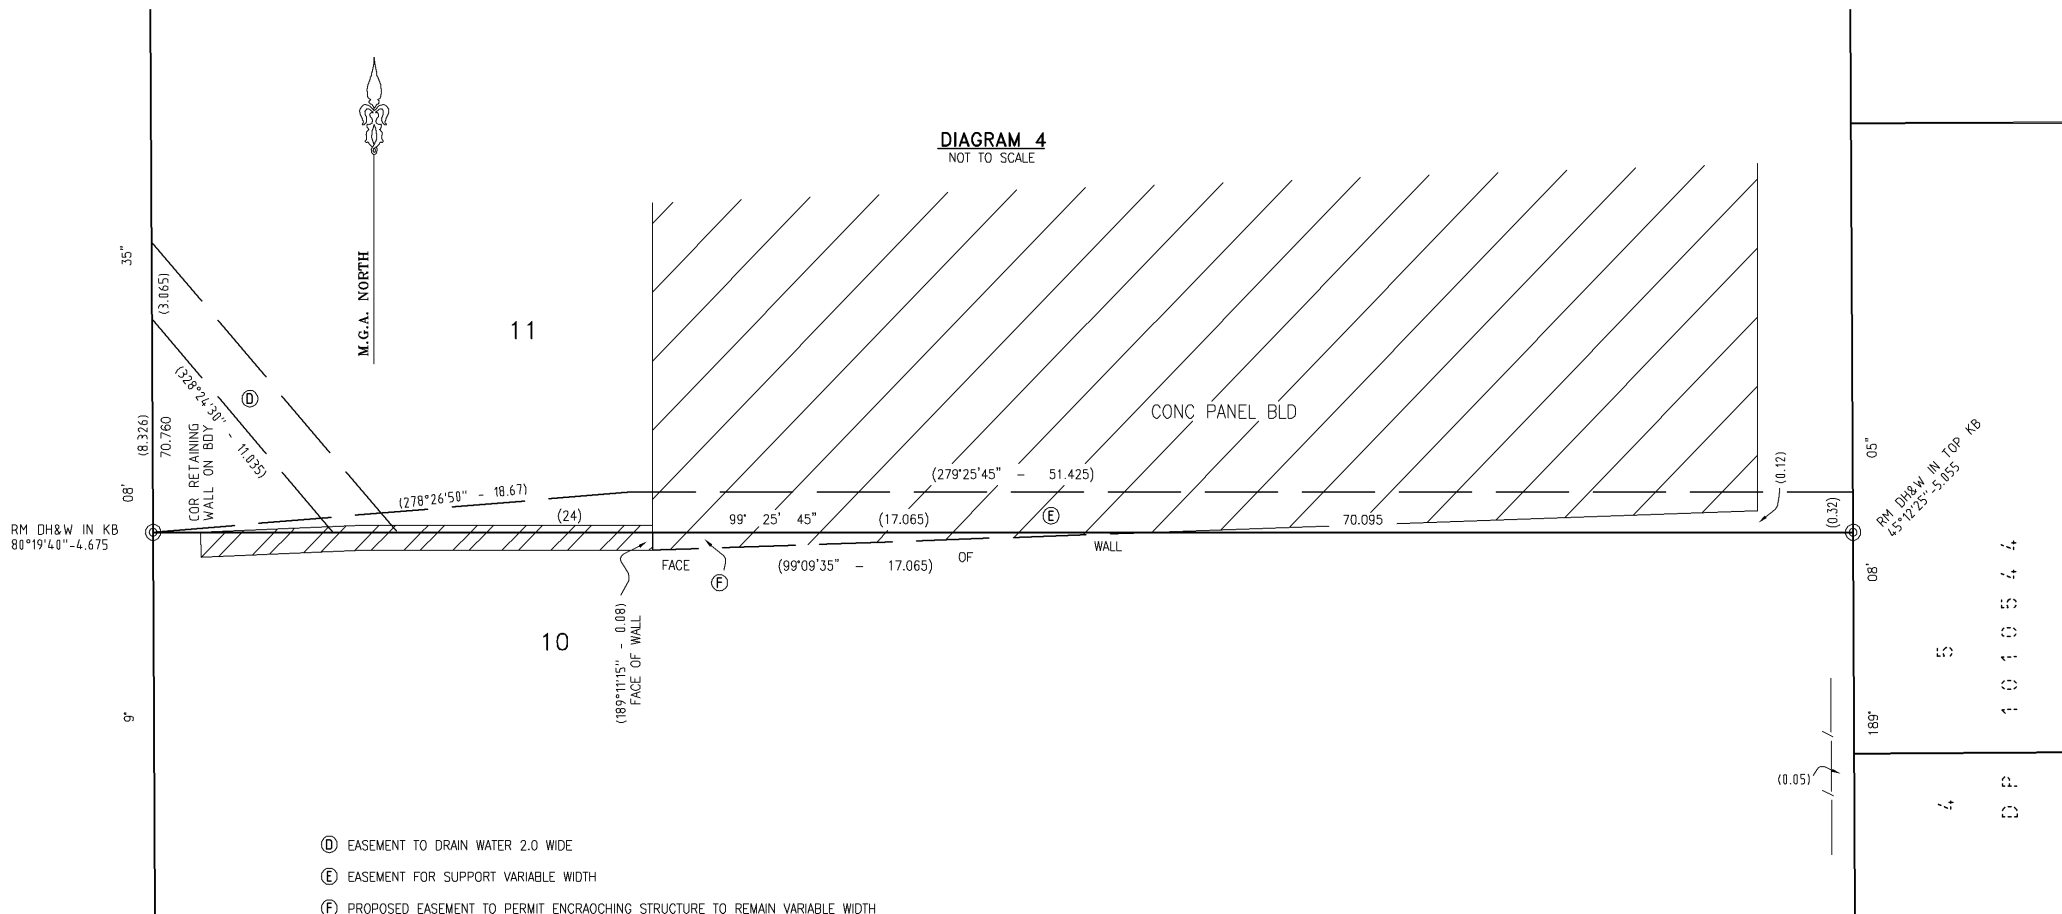 DIAGRAM 4
NOT TO SCALE
M.G.A. NORTH
35"
(3.065)
11
D
(328°24'30" - 11.035)
(8.326)
70.760
COR RETAINING
WALL ON BDY
08'
RM DH&W IN KB
80°19'40"-4.675
9°
(278°26'50" - 18.67)
(24)
99° 25' 45"
(17.065)
(279°25'45" - 51.425)
E
CONC PANEL BLD
70.095
(0.12)
(0.32)
FACE OF WALL
(99°09'35" - 17.065)
F
(189°11'15" - 0.08)
FACE OF WALL
10
05"
RM DH&W IN TOP KB
45°12'25"-5.055
08'
189°
(0.05)
5
4
DP 1010544
D EASEMENT TO DRAIN WATER 2.0 WIDE
E EASEMENT FOR SUPPORT VARIABLE WIDTH
F PROPOSED EASEMENT TO PERMIT ENCRAOCHING STRUCTURE TO REMAIN VARIABLE WIDTH